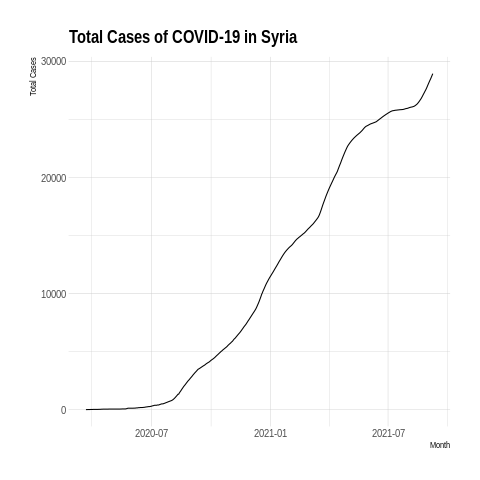 Total Cases of COVID-19 in Syria
Total Cases
30000
20000
10000
0
2020-07
2021-01
2021-07
Month